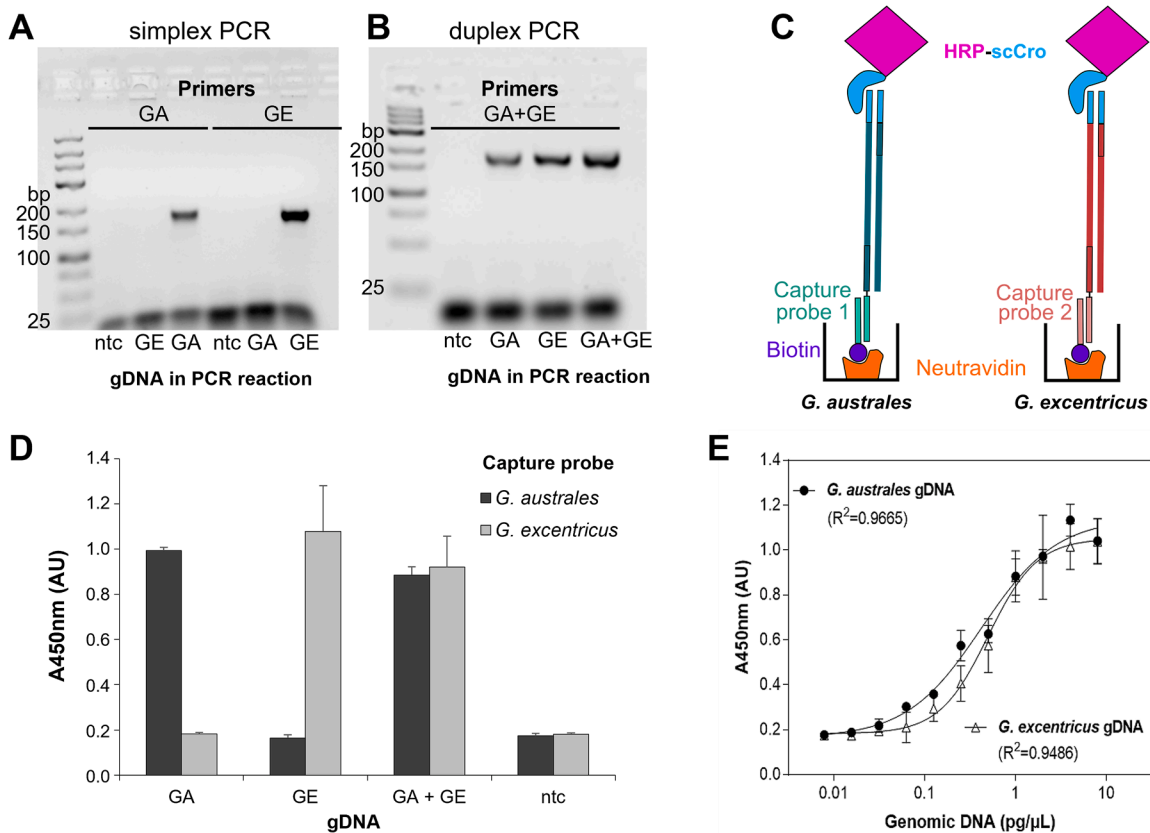 A
simplex PCR
Primers
GA
GE
bp
200
150
100
25
ntc GE GA ntc GA GE
gDNA in PCR reaction
B
duplex PCR
Primers
GA+GE
bp
200
150
100
25
ntc GA GE GA+GE
gDNA in PCR reaction
C
HRP-scCro
Capture
probe 1
Capture
probe 2
Biotin
Neutravidin
G. australes
G. excentricus
D
Capture probe
G. australes
G. excentricus
A450nm (AU)
1.4
1.2
1.0
0.8
0.6
0.4
0.2
0.0
GA GE GA + GE ntc
gDNA
E
G. australes gDNA
(R²=0.9665)
G. excentricus gDNA
(R²=0.9486)
A450nm (AU)
1.4
1.2
1.0
0.8
0.6
0.4
0.2
0.0
0.01 0.1 1 10
Genomic DNA (pg/µL)